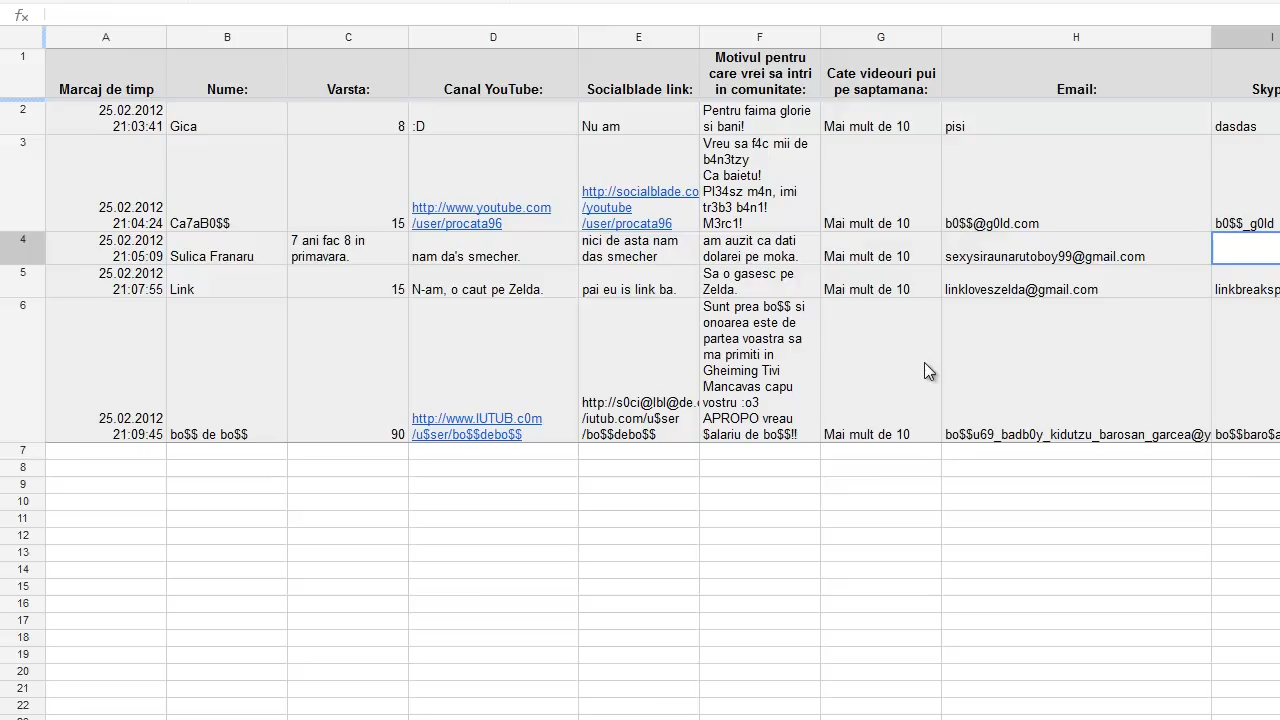 fx
A B C D E F G H I
1
Marcaj de timp
Nume:
Varsta:
Canal YouTube:
Socialblade link:
Motivul pentru
care vrei sa intri
in comunitate:
Cate videouri pui
pe saptamana:
Email:
Skyp
2
25.02.2012
21:03:41
Gica
8
:D
Nu am
Pentru faima glorie
si bani!
Mai mult de 10
pisi
dasdas
3
25.02.2012
21:04:24
Ca7aB0$$
15
http://www.youtube.com
/user/procata96
http://socialblade.co
/youtube
/user/procata96
Vreu sa f4c mii de
b4n3tzy
Ca baietu!
Pl34sz m4n, imi
tr3b3 b4n1!
M3rc1!
Mai mult de 10
b0$$@g0ld.com
b0$$_g0ld
4
25.02.2012
21:05:09
Sulica Franaru
7 ani fac 8 in
primavara.
nam da's smecher.
nici de asta nam
das smecher
am auzit ca dati
dolarei pe moka.
Mai mult de 10
sexysiraunarutoboy99@gmail.com
5
25.02.2012
21:07:55
Link
15
N-am, o caut pe Zelda.
pai eu is link ba.
Sa o gasesc pe
Zelda.
Mai mult de 10
linkloveszelda@gmail.com
linkbreaksp
6
25.02.2012
21:09:45
bo$$ de bo$$
90
http://www.IUTUB.c0m
/u$er/bo$$debo$$
http://s0ci@lbl@de.
/iutub.com/u$ser
/bo$$debo$$
Sunt prea bo$$ si
onoarea este de
partea voastra sa
ma primiti in
Gheiming Tivi
Mancavas capu
vostru :o3
APROPO vreau
$alariu de bo$$!!
Mai mult de 10
bo$$u69_badb0y_kidutzu_barosan_garcea@y
bo$$baro$a
7
8
9
10
11
12
13
14
15
16
17
18
19
20
21
22